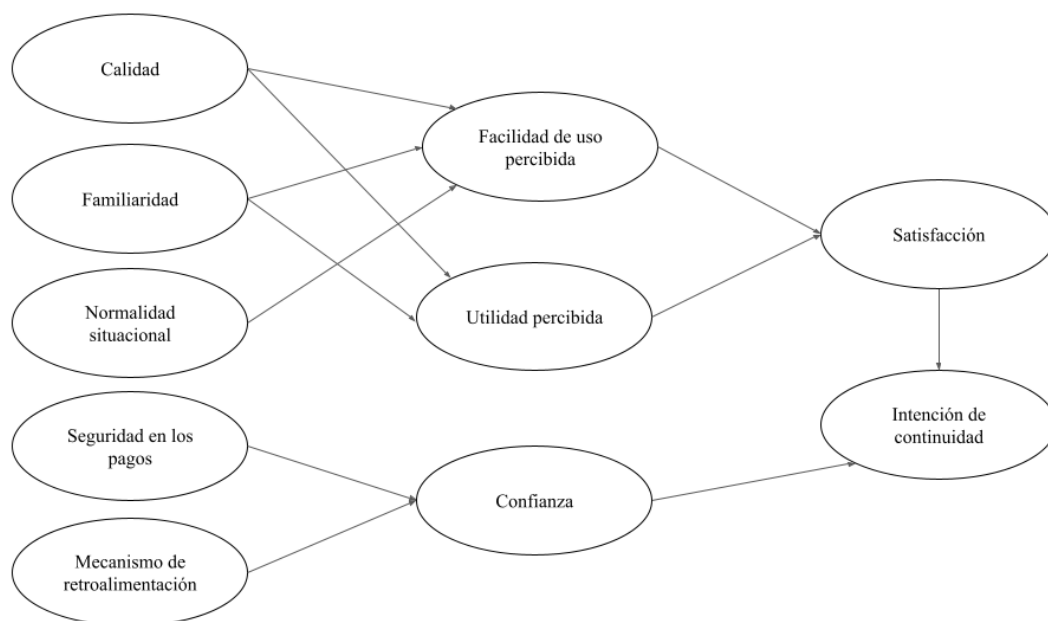 Calidad
Familiaridad
Normalidad
situacional
Seguridad en los
pagos
Mecanismo de
retroalimentación
Facilidad de uso
percibida
Utilidad percibida
Confianza
Satisfacción
Intención de
continuidad